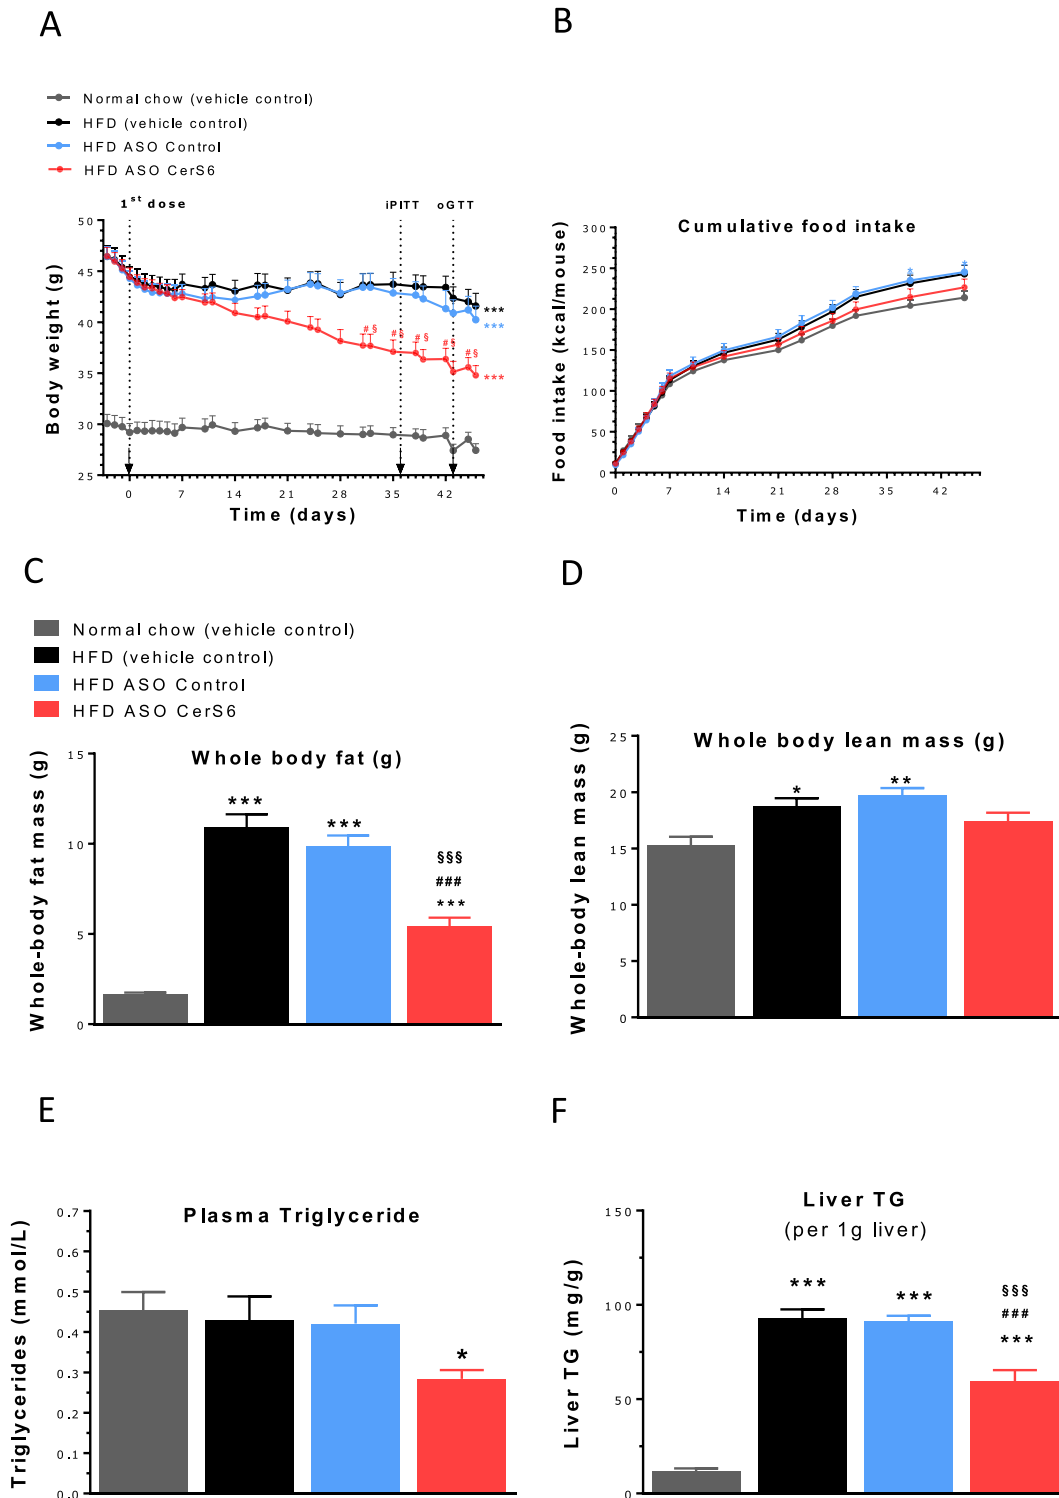 A
B
Normal chow (vehicle control)
HFD (vehicle control)
HFD ASO Control
HFD ASO CerS6
1st dose
iPITT
oGTT
50
45
40
35
30
25
Body weight (g)
# §
# §
# §
# §
# §
***
***
***
0
7
14
21
28
35
42
Time (days)
Cumulative food intake
300
250
200
150
100
50
0
Food intake (kcal/mouse)
*
*
0
7
14
21
28
35
42
Time (days)
C
D
Normal chow (vehicle control)
HFD (vehicle control)
HFD ASO Control
HFD ASO CerS6
Whole body fat (g)
15
10
5
0
Whole-body fat mass (g)
***
***
§§§
###
***
Whole body lean mass (g)
25
20
15
10
5
0
Whole-body lean mass (g)
*
**
E
F
Plasma Triglyceride
0.7
0.6
0.5
0.4
0.3
0.2
0.1
0.0
Triglycerides (mmol/L)
*
Liver TG
(per 1g liver)
150
100
50
0
Liver TG (mg/g)
***
***
§§§
###
***